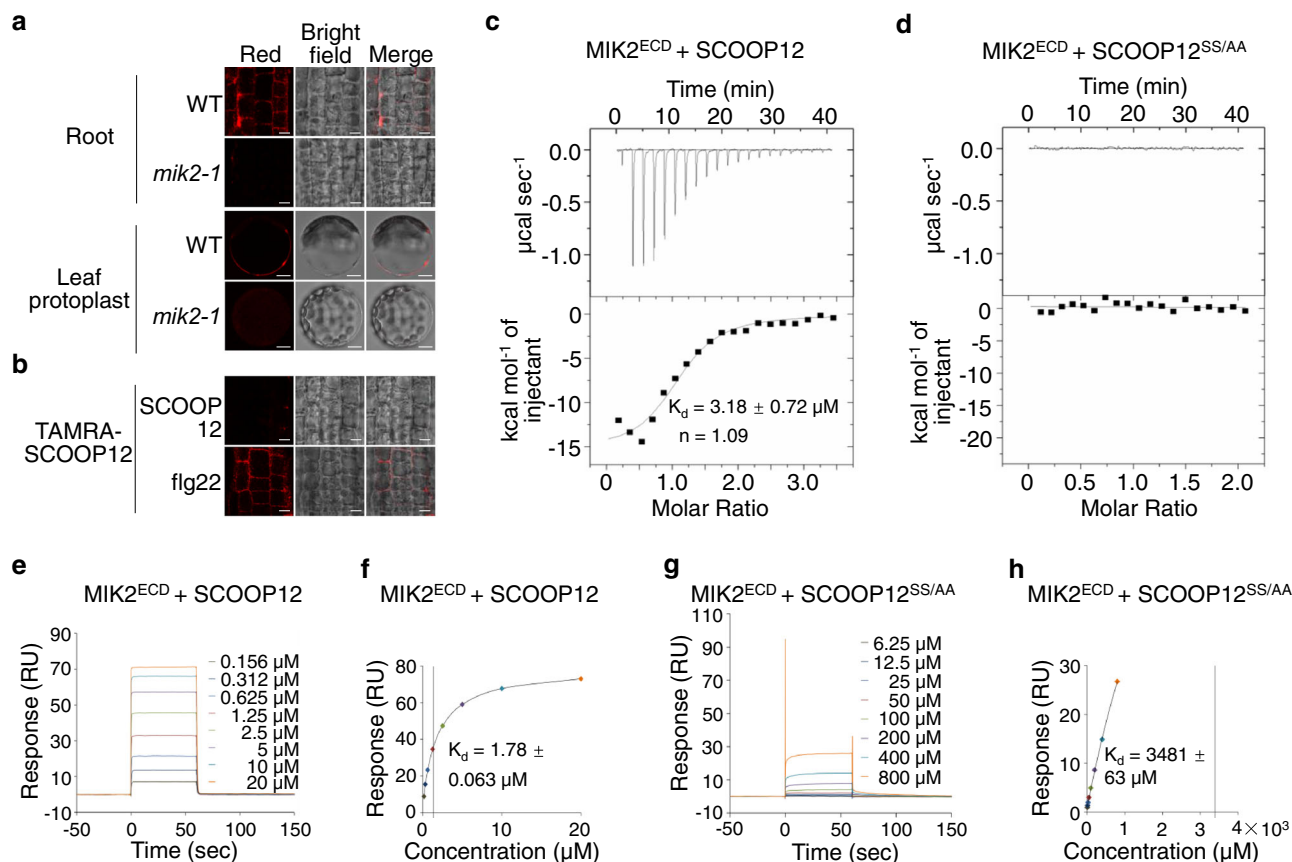 a
Red
Bright
field
Merge
Root
WT
mik2-1
Leaf
protoplast
WT
mik2-1
b
TAMRA-
SCOOP12
SCOOP
12
flg22
c
MIK2ᴱᶜᴰ + SCOOP12
Time (min)
0 10 20 30 40
0.0
-0.5
-1.0
µcal sec⁻¹
0
-5
-10
-15
kcal mol⁻¹ of
injectant
K_d = 3.18 ± 0.72 µM
n = 1.09
0 1.0 2.0 3.0
Molar Ratio
d
MIK2ᴱᶜᴰ + SCOOP12ˢˢ/ᴬᴬ
Time (min)
0 10 20 30 40
0.0
-0.5
-1.0
µcal sec⁻¹
0
-5
-10
-15
-20
kcal mol⁻¹ of
injectant
0 0.5 1.0 1.5 2.0
Molar Ratio
e
MIK2ᴱᶜᴰ + SCOOP12
90
70
50
30
10
-10
Response (RU)
0.156 µM
0.312 µM
0.625 µM
1.25 µM
2.5 µM
5 µM
10 µM
20 µM
-50 0 50 100 150
Time (sec)
f
MIK2ᴱᶜᴰ + SCOOP12
80
60
40
20
0
Response (RU)
K_d = 1.78 ±
0.063 µM
0 5 10 15 20
Concentration (µM)
g
MIK2ᴱᶜᴰ + SCOOP12ˢˢ/ᴬᴬ
110
90
70
50
30
10
-10
Response (RU)
6.25 µM
12.5 µM
25 µM
50 µM
100 µM
200 µM
400 µM
800 µM
-50 0 50 100 150
Time (sec)
h
MIK2ᴱᶜᴰ + SCOOP12ˢˢ/ᴬᴬ
30
20
10
0
Response (RU)
K_d = 3481 ±
63 µM
0 1 2 3 4×10³
Concentration (µM)